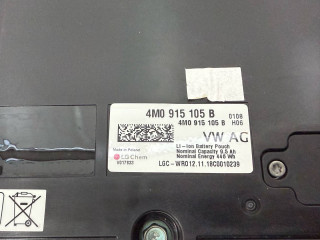 4M0 915 105 B 0108
4M0 915 105 B H06
VW AG
Made in Poland
LG Chem
Li-Ion Battery Pouch
Nominal Capacity 9.5 Ah
Nominal Energy 440 Wh
LGC-WR012.11.18C0010239